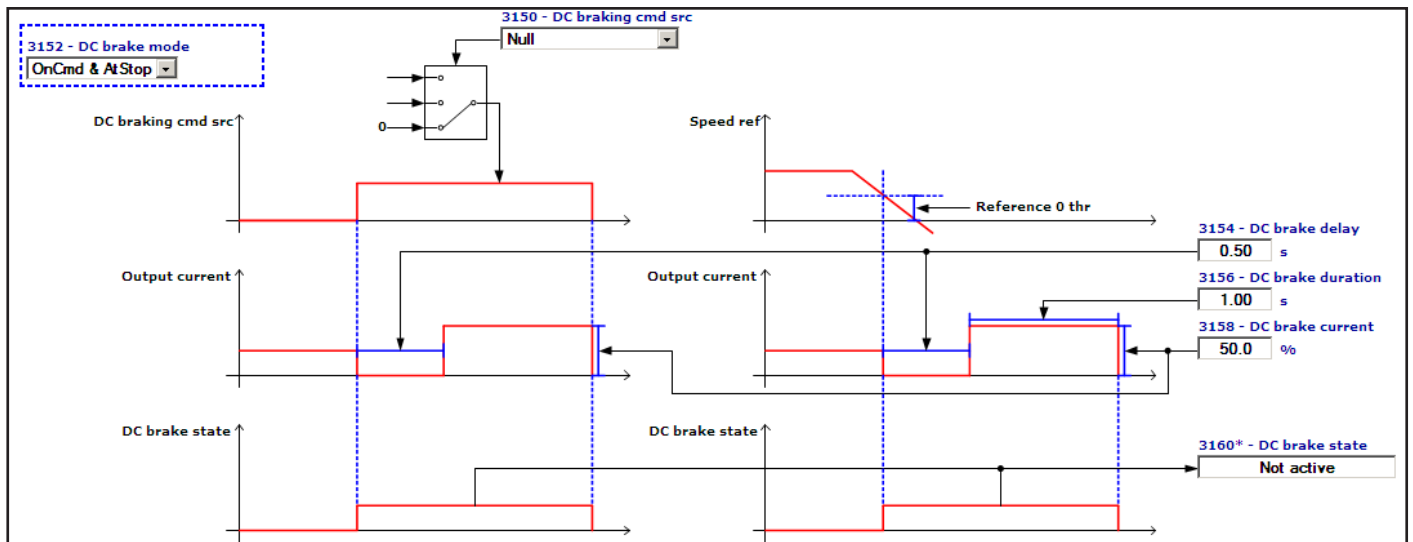 3150 - DC braking cmd src
Null
3152 - DC brake mode
OnCmd & AtStop
0
DC braking cmd src
Speed ref
Reference 0 thr
3154 - DC brake delay
0.50 s
Output current
Output current
3156 - DC brake duration
1.00 s
3158 - DC brake current
50.0 %
DC brake state
DC brake state
3160* - DC brake state
Not active